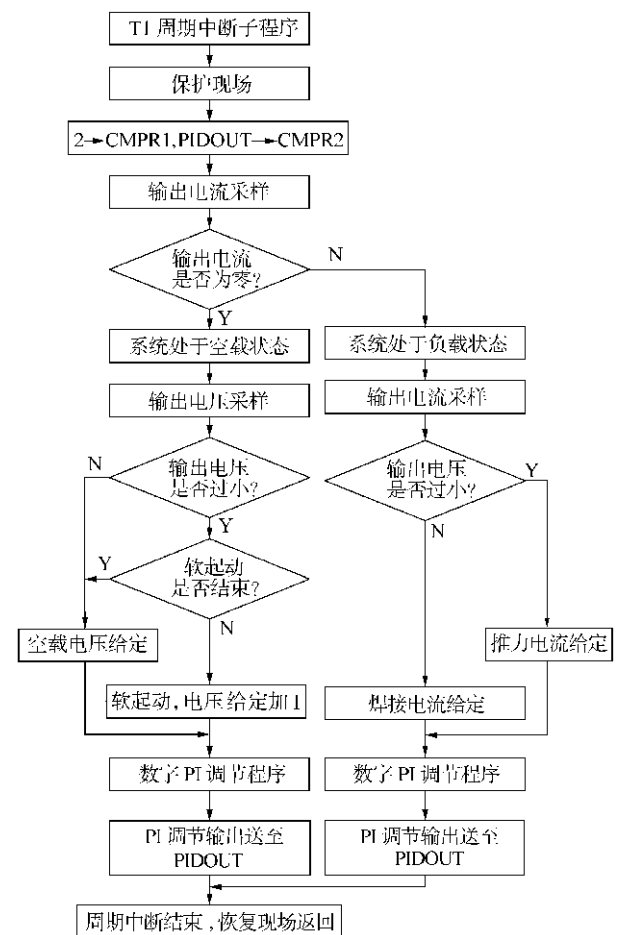 T1 周期中断子程序
保护现场
2→CMPR1,PIDOUT→CMPR2
输出电流采样
输出电流
是否为零?
N
Y
系统处于空载状态
系统处于负载状态
输出电压采样
输出电流采样
N
输出电压
是否过小?
输出电压
是否过小?
Y
Y
N
Y
软起动
是否结束?
N
空载电压给定
推力电流给定
软起动,电压给定加1
焊接电流给定
数字 PI 调节程序
数字 PI 调节程序
PI 调节输出送至
PIDOUT
PI 调节输出送至
PIDOUT
周期中断结束,恢复现场返回